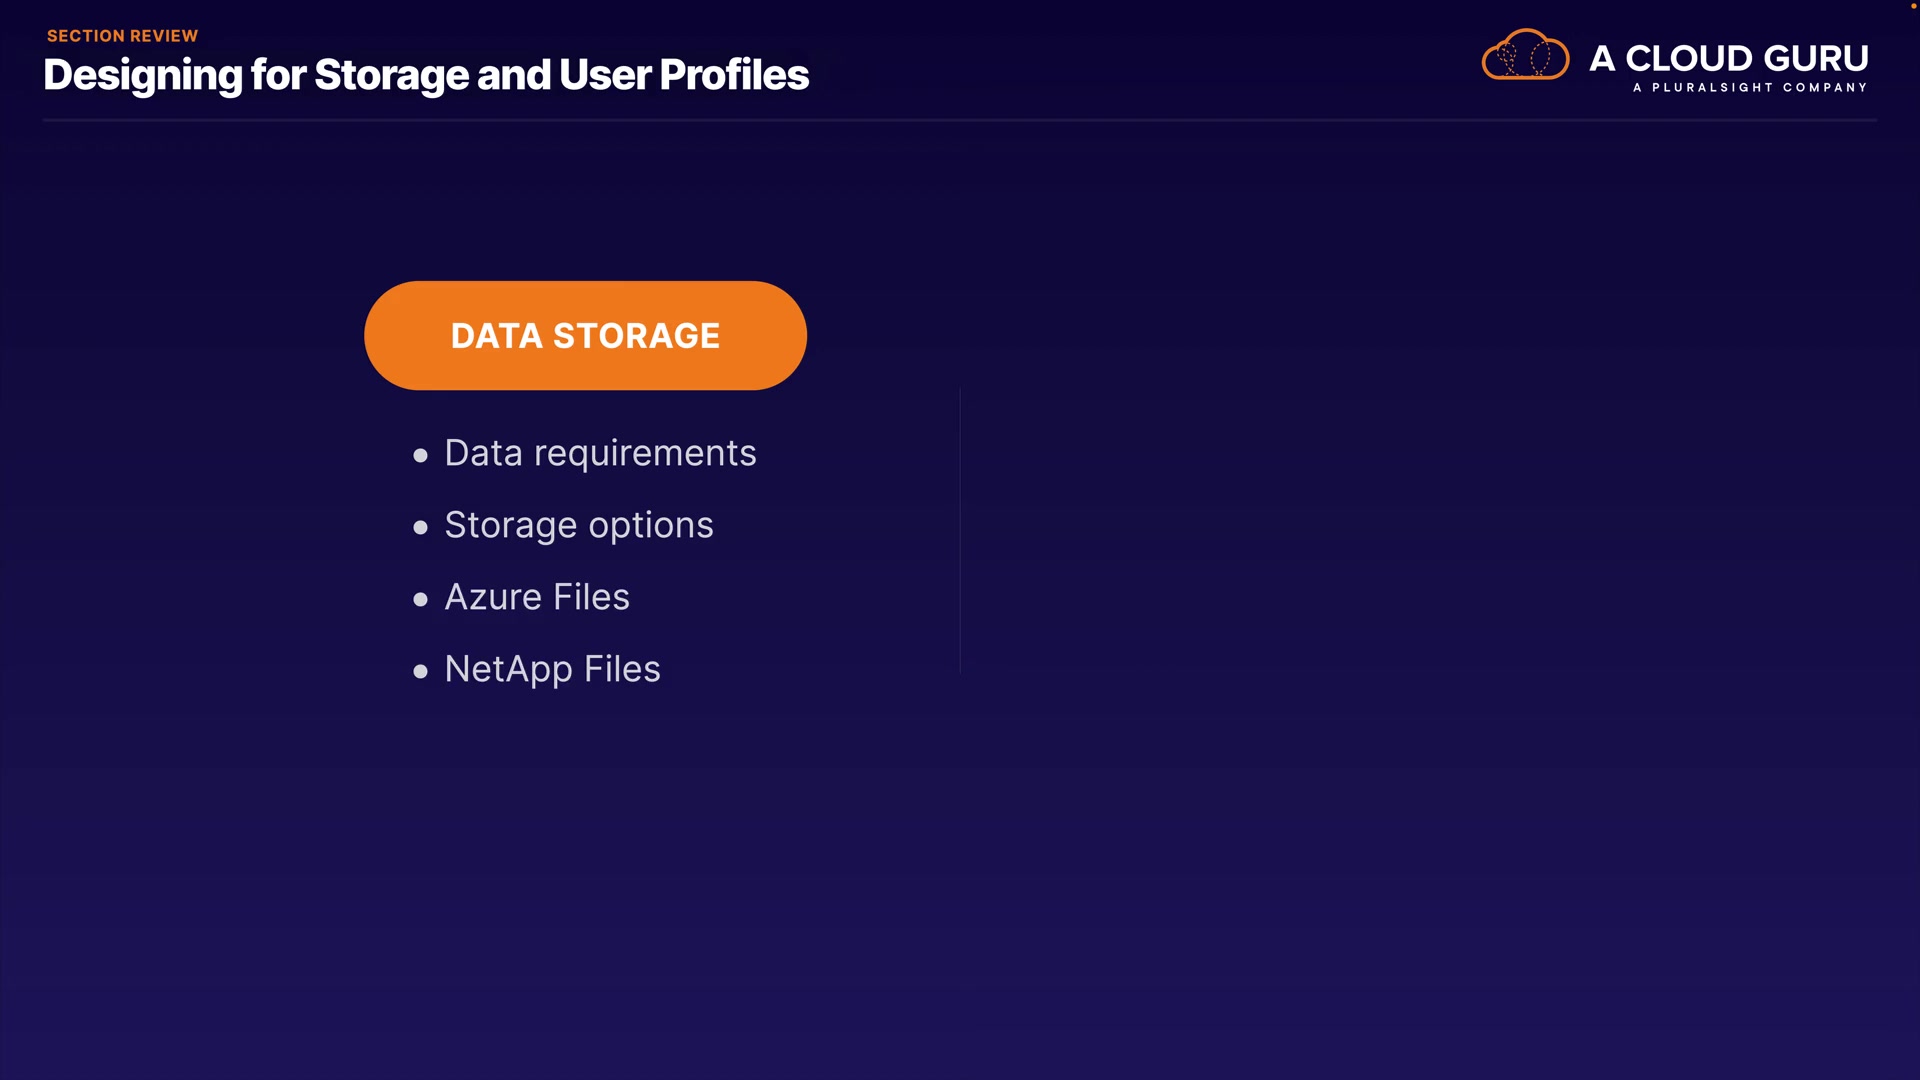 SECTION REVIEW
Designing for Storage and User Profiles
A CLOUD GURU
A PLURALSIGHT COMPANY
DATA STORAGE
• Data requirements
• Storage options
• Azure Files
• NetApp Files